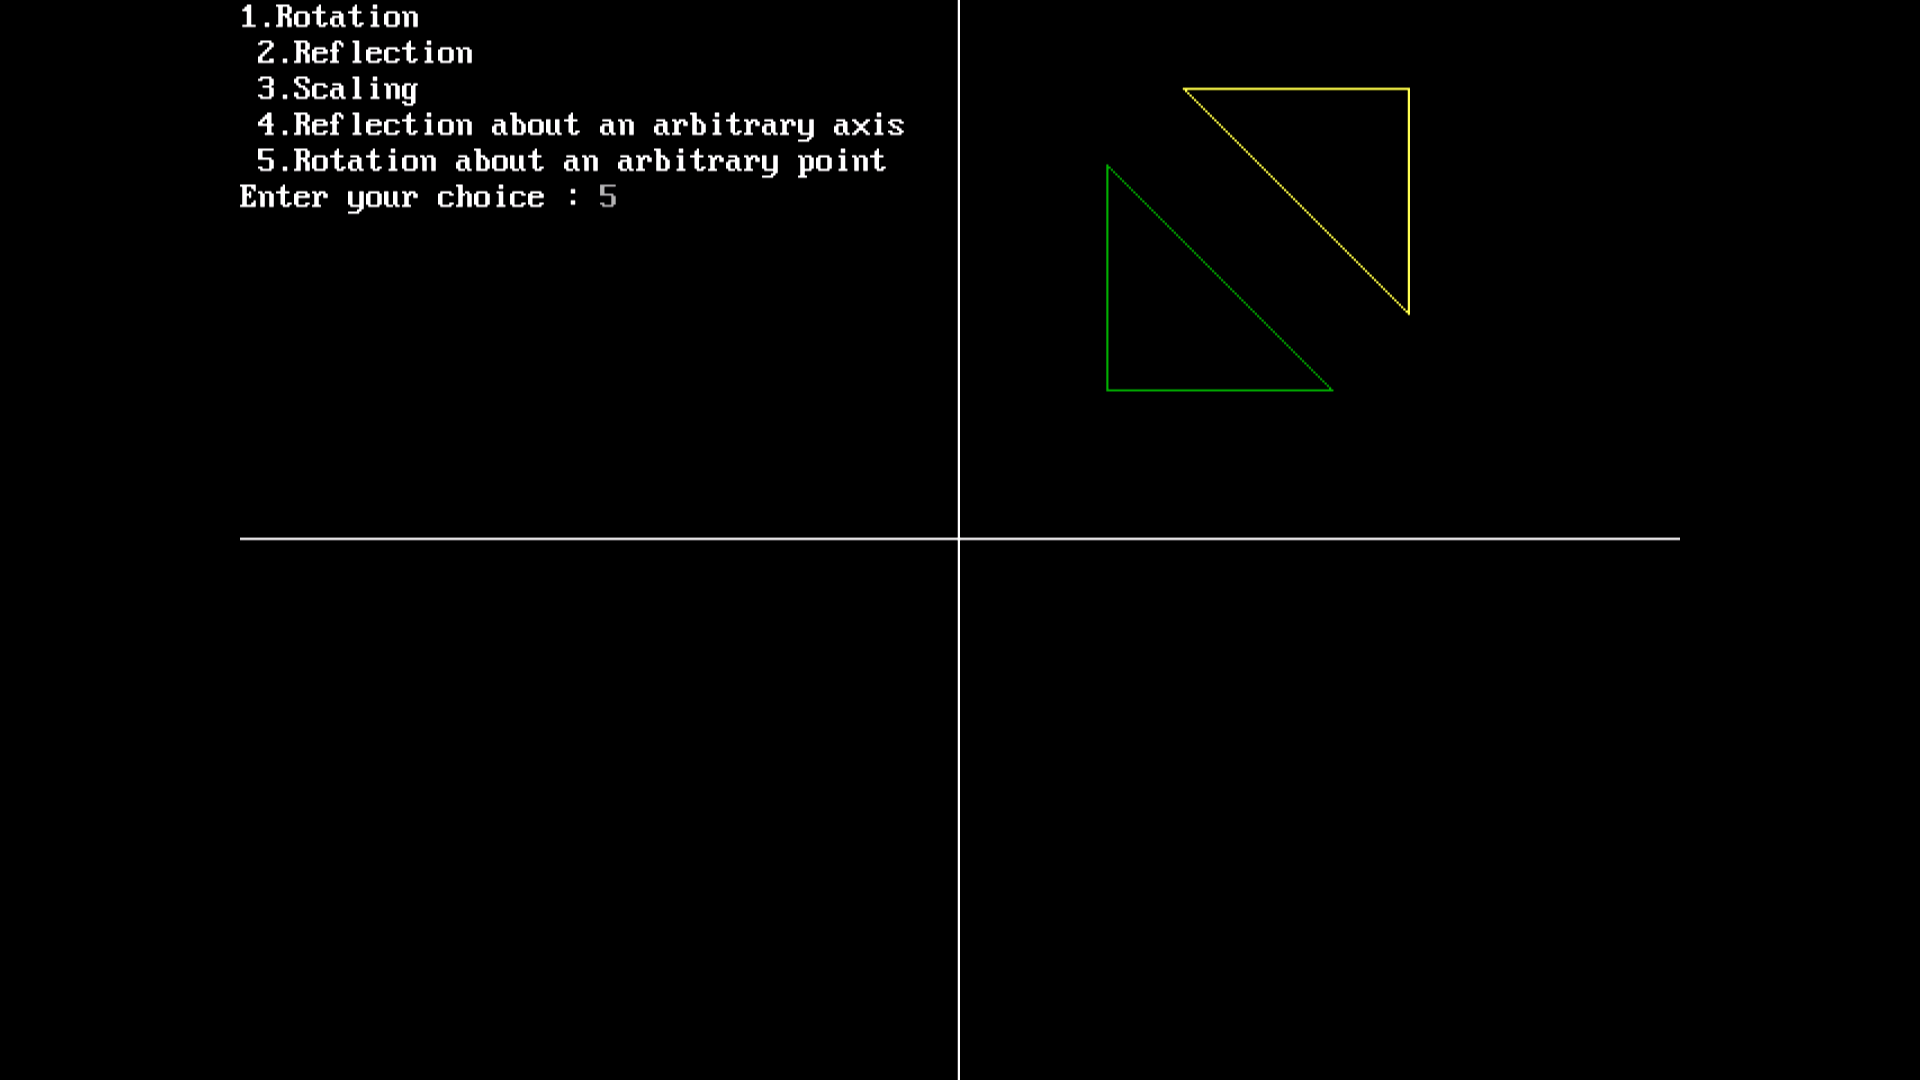 1.Rotation
2.Reflection
3.Scaling
4.Reflection about an arbitrary axis
5.Rotation about an arbitrary point
Enter your choice : 5